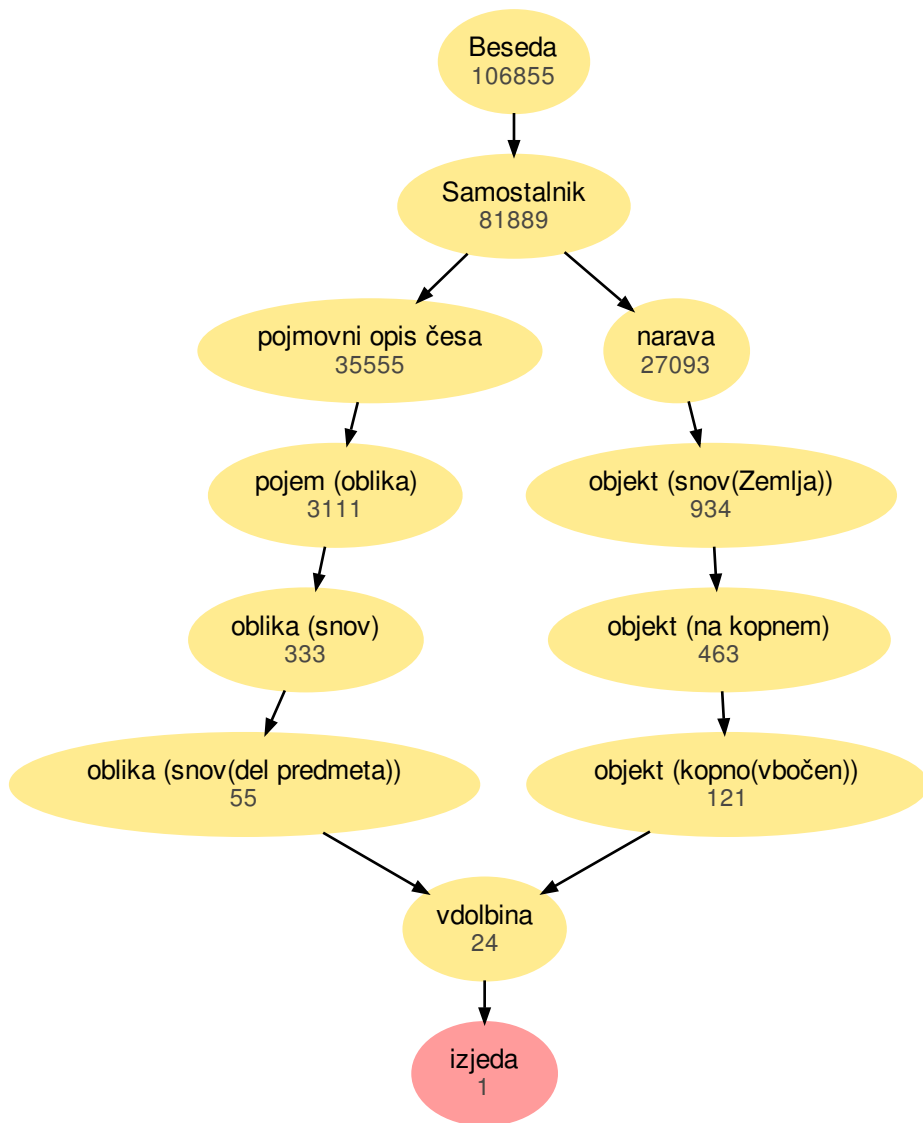 Beseda
106855
Samostalnik
81889
pojmovni opis česa
35555
narava
27093
pojem (oblika)
3111
objekt (snov(Zemlja))
934
oblika (snov)
333
objekt (na kopnem)
463
oblika (snov(del predmeta))
55
objekt (kopno(vbočen))
121
vdolbina
24
izjeda
1